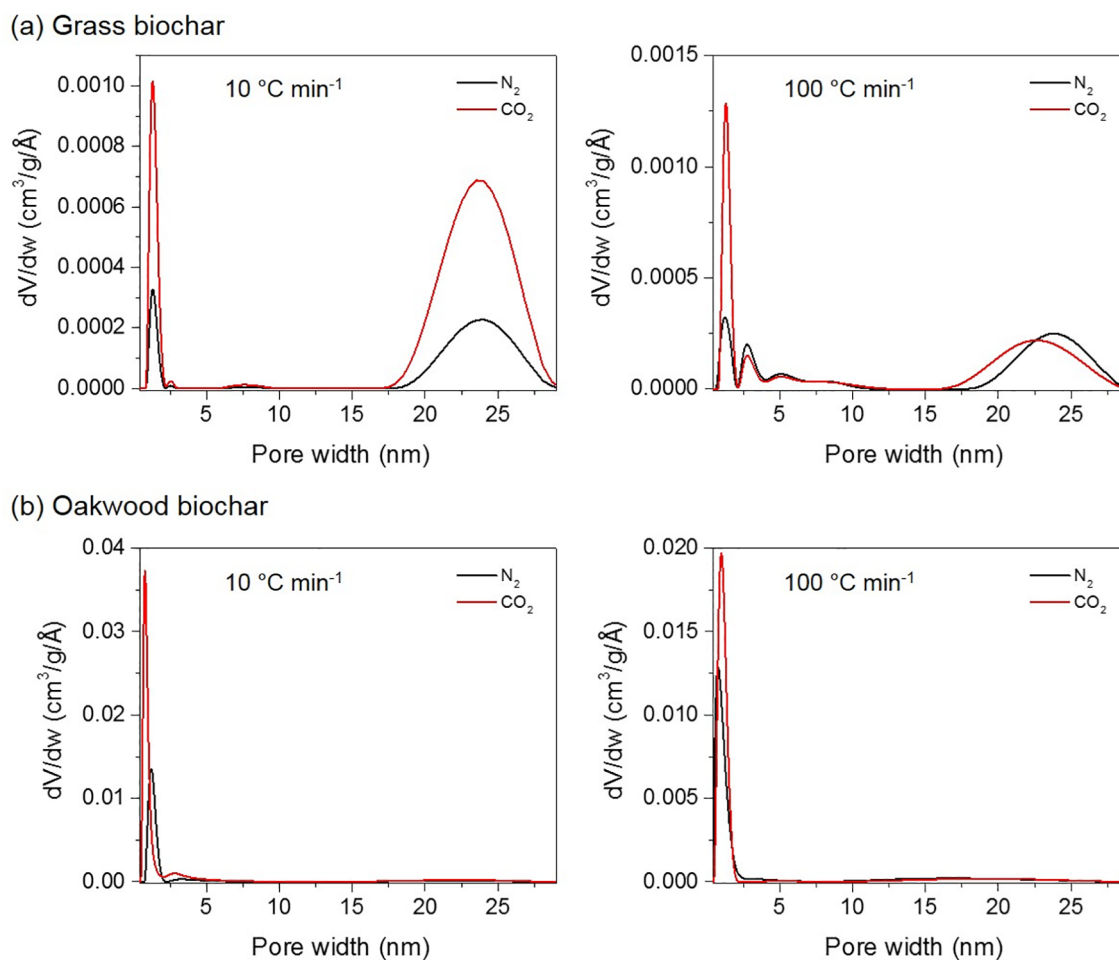 (a) Grass biochar
10 °C min⁻¹
N₂
CO₂
0.0010
0.0008
0.0006
0.0004
0.0002
0.0000
dV/dw (cm³/g/Å)
5 10 15 20 25
Pore width (nm)
100 °C min⁻¹
N₂
CO₂
0.0015
0.0010
0.0005
0.0000
dV/dw (cm³/g/Å)
5 10 15 20 25
Pore width (nm)
(b) Oakwood biochar
10 °C min⁻¹
N₂
CO₂
0.04
0.03
0.02
0.01
0.00
dV/dw (cm³/g/Å)
5 10 15 20 25
Pore width (nm)
100 °C min⁻¹
N₂
CO₂
0.020
0.015
0.010
0.005
0.000
dV/dw (cm³/g/Å)
5 10 15 20 25
Pore width (nm)